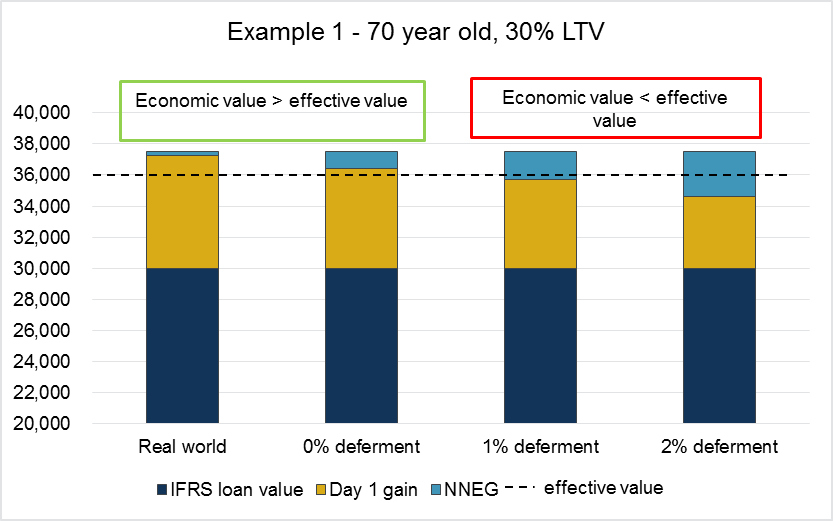 Example 1 - 70 year old, 30% LTV
Economic value > effective value
Economic value < effective
value
40,000
38,000
36,000
34,000
32,000
30,000
28,000
26,000
24,000
22,000
20,000
Real world 0% deferment 1% deferment 2% deferment
IFRS loan value Day 1 gain NNEG effective value